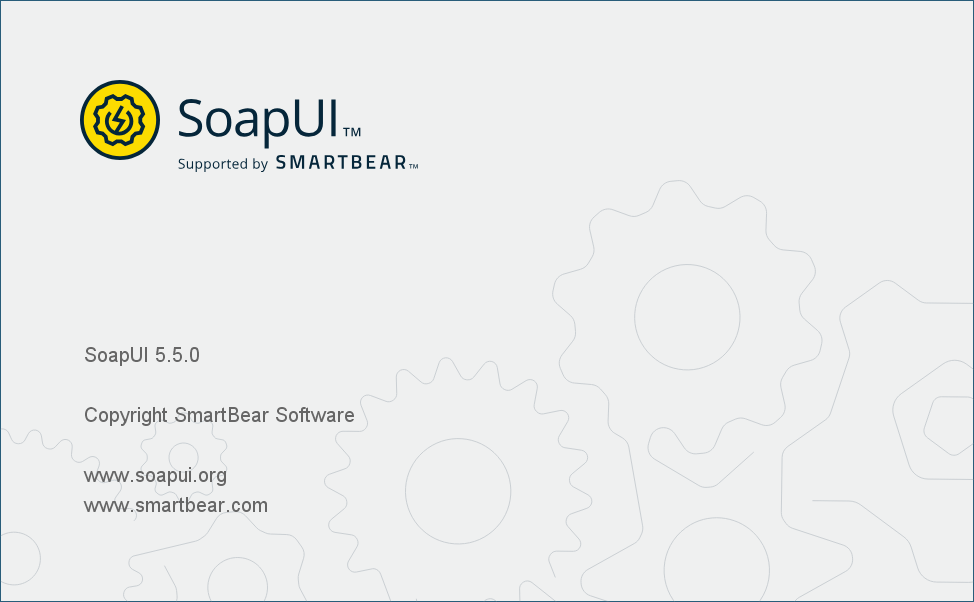 SoapUI™
Supported by SMARTBEAR™
SoapUI 5.5.0
Copyright SmartBear Software
www.soapui.org
www.smartbear.com